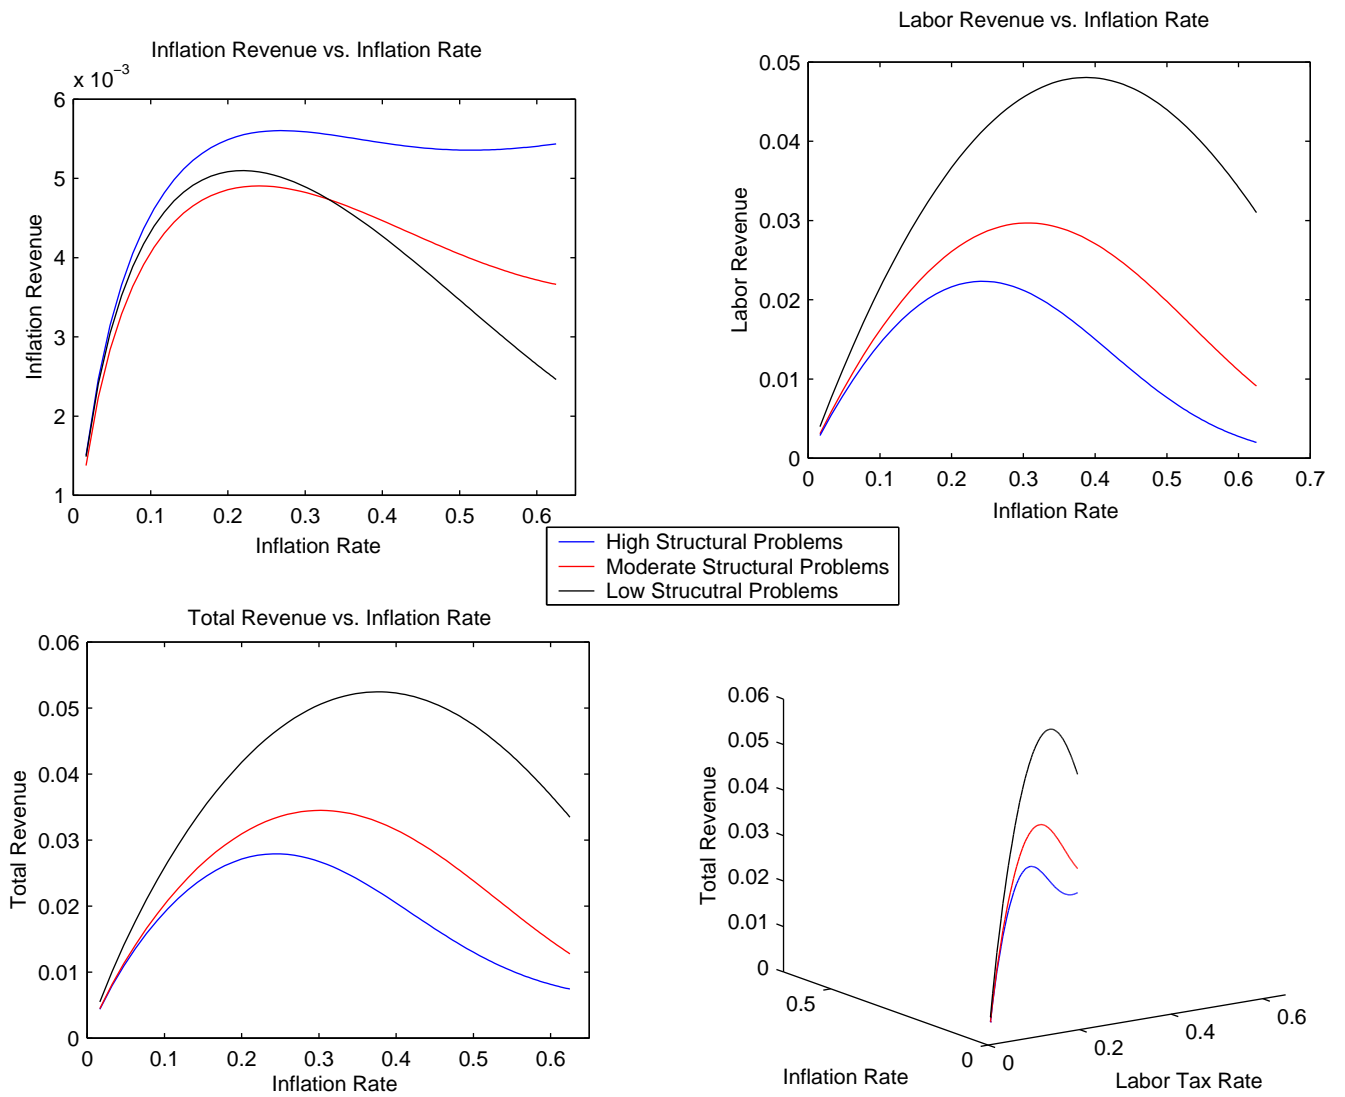 Inflation Revenue vs. Inflation Rate
x 10−3
6
5
4
3
2
1
0 0.1 0.2 0.3 0.4 0.5 0.6
Inflation Revenue
Inflation Rate
Labor Revenue vs. Inflation Rate
0.05
0.04
0.03
0.02
0.01
0
0 0.1 0.2 0.3 0.4 0.5 0.6 0.7
Labor Revenue
Inflation Rate
High Structural Problems
Moderate Structural Problems
Low Strucutral Problems
Total Revenue vs. Inflation Rate
0.06
0.05
0.04
0.03
0.02
0.01
0
0 0.1 0.2 0.3 0.4 0.5 0.6
Total Revenue
Inflation Rate
0.06
0.05
0.04
0.03
0.02
0.01
0
Total Revenue
0.5
0
Inflation Rate
0 0.2 0.4 0.6
Labor Tax Rate